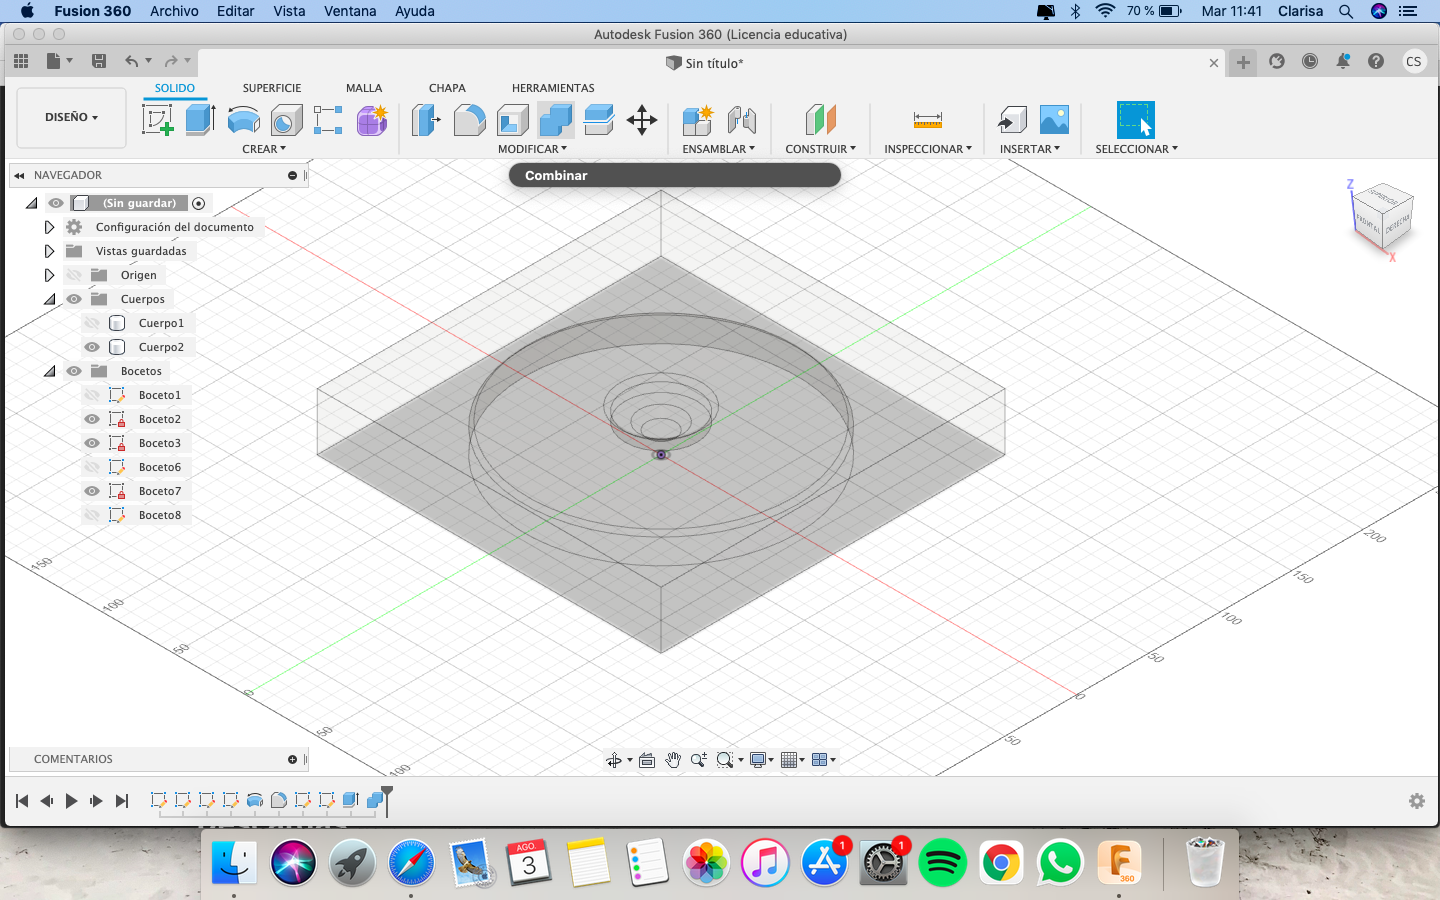 Fusion 360 Archivo Editar Vista Ventana Ayuda 70 % Mar 11:41 Clarisa
Autodesk Fusion 360 (Licencia educativa)
Sin título* CS
SOLIDO SUPERFICIE MALLA CHAPA HERRAMIENTAS
DISEÑO
CREAR MODIFICAR ENSAMBLAR CONSTRUIR INSPECCIONAR INSERTAR SELECCIONAR
Combinar
NAVEGADOR
(Sin guardar)
Configuración del documento
Vistas guardadas
Origen
Cuerpos
Cuerpo1
Cuerpo2
Bocetos
Boceto1
Boceto2
Boceto3
Boceto6
Boceto7
Boceto8
Z
SUPERIOR
FRONTAL
DERECHA
X
150
100
50
0
50
100
200
150
100
50
0
50
COMENTARIOS
AGO.
3
1
1
360